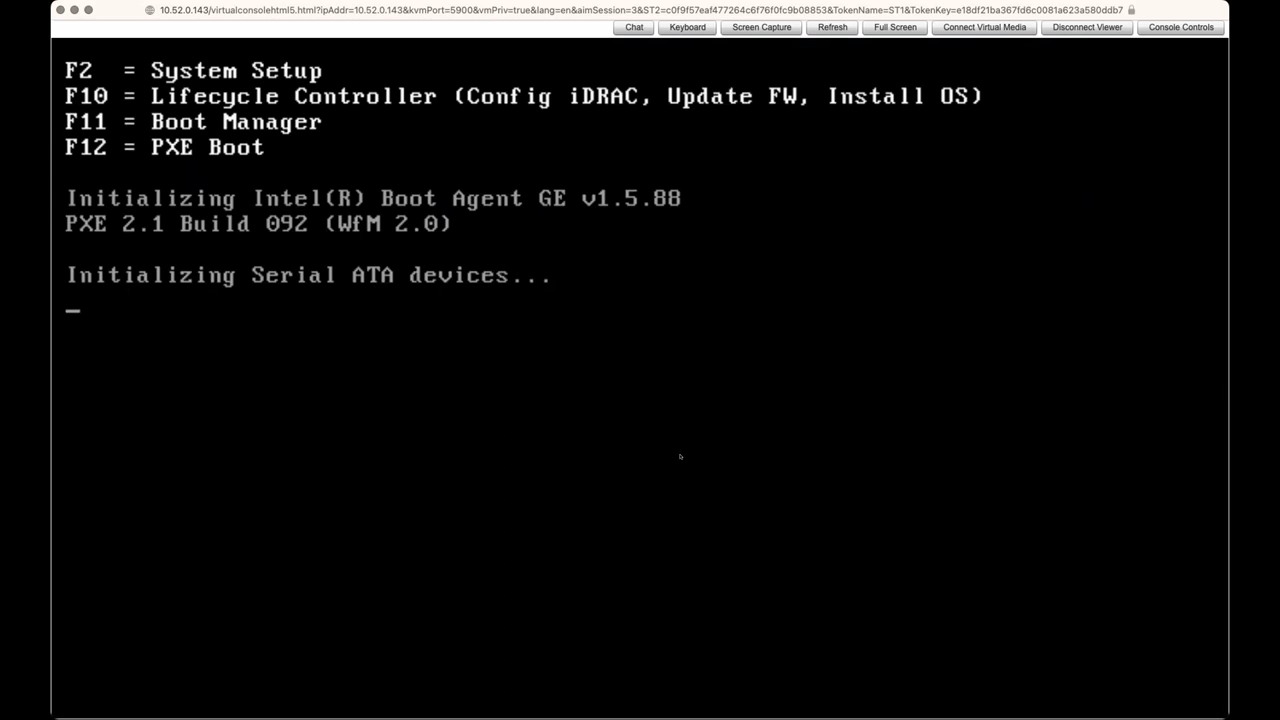 10.52.0.143/virtualconsolehtml5.html?ipAddr=10.52.0.143&kvmPort=5900&vmPriv=true&lang=en&aimSession=3&ST2=c0f9f57eaf477264c6f76f0fc9b08853&TokenName=ST1&TokenKey=e18df21ba367fd6c0081a623a580ddb7
Chat Keyboard Screen Capture Refresh Full Screen Connect Virtual Media Disconnect Viewer Console Controls
F2 = System Setup
F10 = Lifecycle Controller (Config iDRAC, Update FW, Install OS)
F11 = Boot Manager
F12 = PXE Boot
Initializing Intel(R) Boot Agent GE v1.5.88
PXE 2.1 Build 092 (WfM 2.0)
Initializing Serial ATA devices...